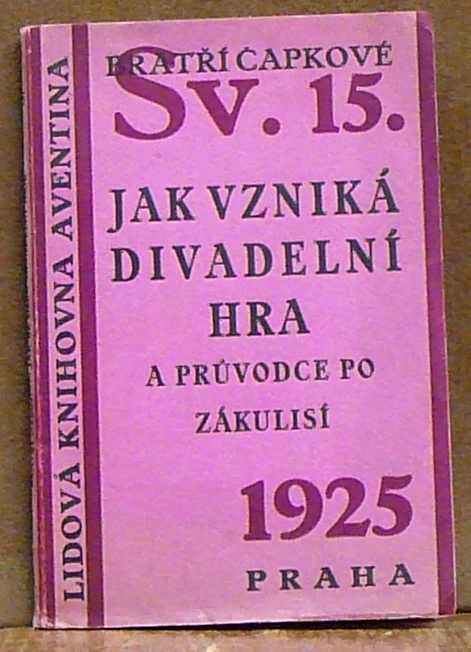 BRATŘÍ ČAPKOVÉ
Sv. 15.
JAK VZNIKÁ
DIVADELNÍ
HRA
A PRŮVODCE PO
ZÁKULISÍ
1925
PRAHA
LIDOVÁ KNIHOVNA AVENTINA